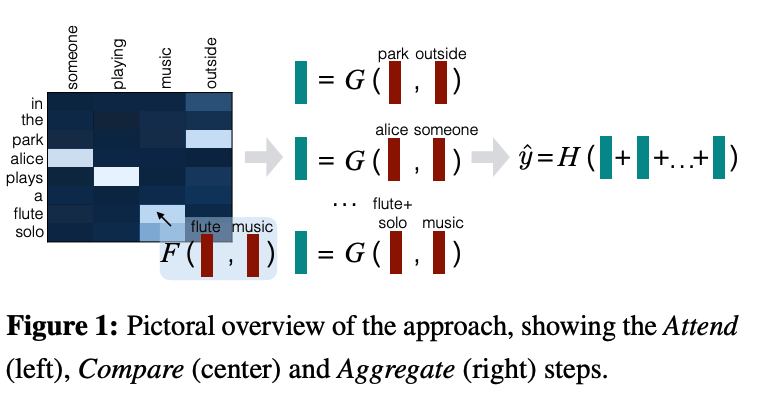 someone
playing
music
outside
in
the
park
alice
plays
a
flute
solo
F ( flute , music )
park outside
= G ( , )
alice someone
= G ( , )
... flute+
solo music
= G ( , )
ŷ = H ( + +...+ )
Figure 1: Pictoral overview of the approach, showing the Attend
(left), Compare (center) and Aggregate (right) steps.